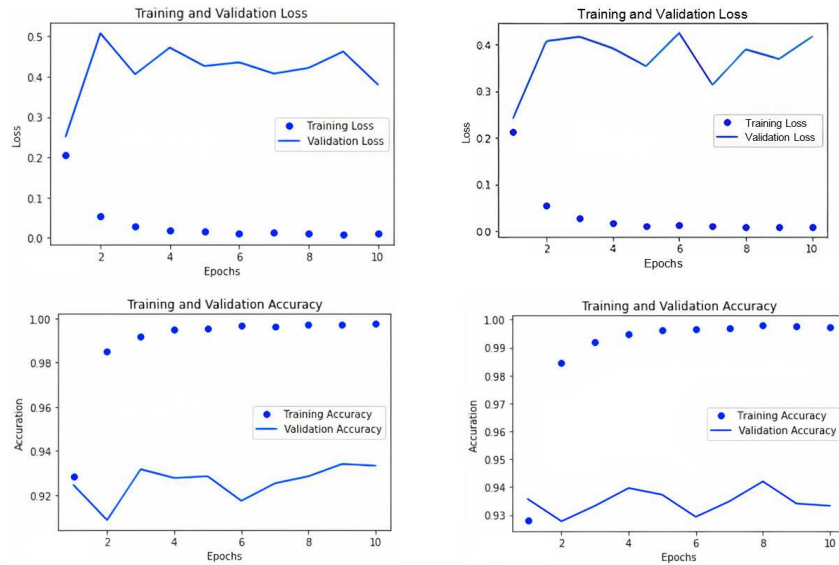 Training and Validation Loss
0.5
0.4
0.3
0.2
0.1
0.0
Loss
Training Loss
Validation Loss
2 4 6 8 10
Epochs
Training and Validation Loss
0.4
0.3
0.2
0.1
0.0
Loss
Training Loss
Validation Loss
2 4 6 8 10
Epochs
Training and Validation Accuracy
1.00
0.98
0.96
0.94
0.92
Accuration
Training Accuracy
Validation Accuracy
2 4 6 8 10
Epochs
Training and Validation Accuracy
1.00
0.99
0.98
0.97
0.96
0.95
0.94
0.93
Accuration
Training Accuracy
Validation Accuracy
2 4 6 8 10
Epochs